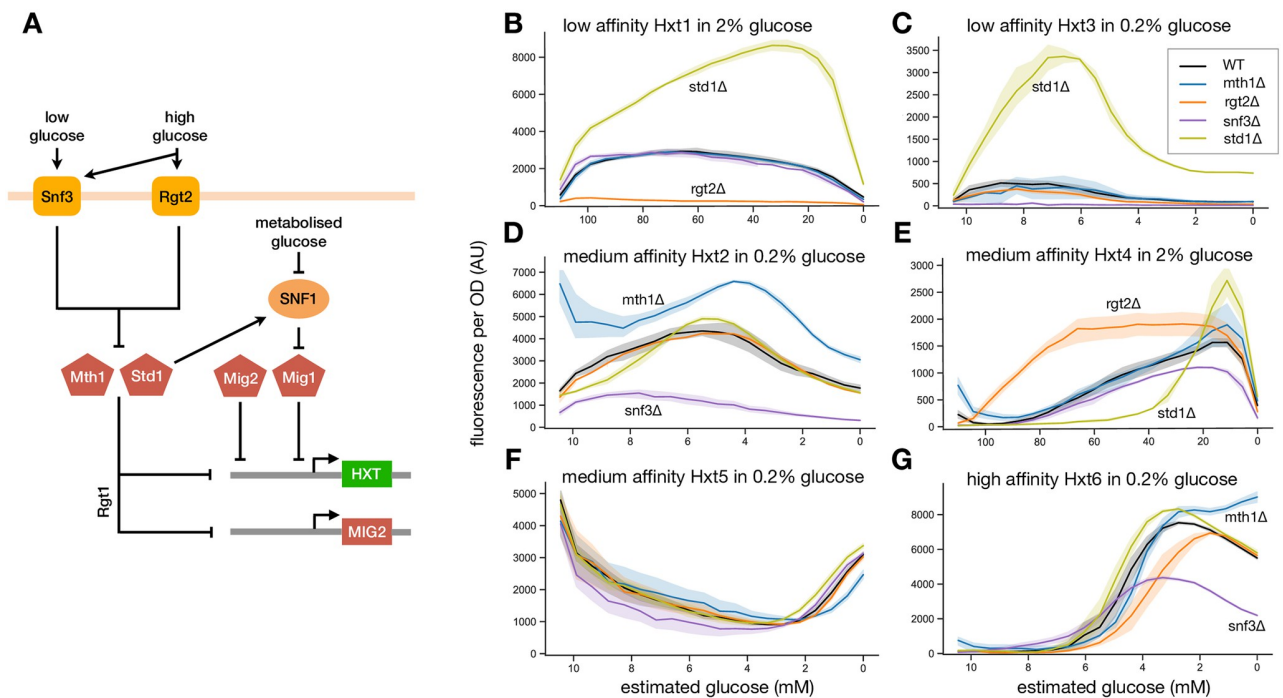 A
low
glucose
high
glucose
Snf3
Rgt2
metabolised
glucose
SNF1
Mth1
Std1
Mig2
Mig1
Rgt1
HXT
MIG2
fluorescence per OD (AU)
B
low affinity Hxt1 in 2% glucose
8000
6000
4000
2000
0
std1Δ
rgt2Δ
100 80 60 40 20 0
C
low affinity Hxt3 in 0.2% glucose
3500
3000
2500
2000
1500
1000
500
0
std1Δ
WT
mth1Δ
rgt2Δ
snf3Δ
std1Δ
10 8 6 4 2 0
D
medium affinity Hxt2 in 0.2% glucose
7000
6000
5000
4000
3000
2000
1000
0
mth1Δ
snf3Δ
10 8 6 4 2 0
E
medium affinity Hxt4 in 2% glucose
3000
2500
2000
1500
1000
500
0
rgt2Δ
std1Δ
100 80 60 40 20 0
F
medium affinity Hxt5 in 0.2% glucose
5000
4000
3000
2000
1000
0
10 8 6 4 2 0
estimated glucose (mM)
G
high affinity Hxt6 in 0.2% glucose
8000
6000
4000
2000
0
mth1Δ
snf3Δ
10 8 6 4 2 0
estimated glucose (mM)